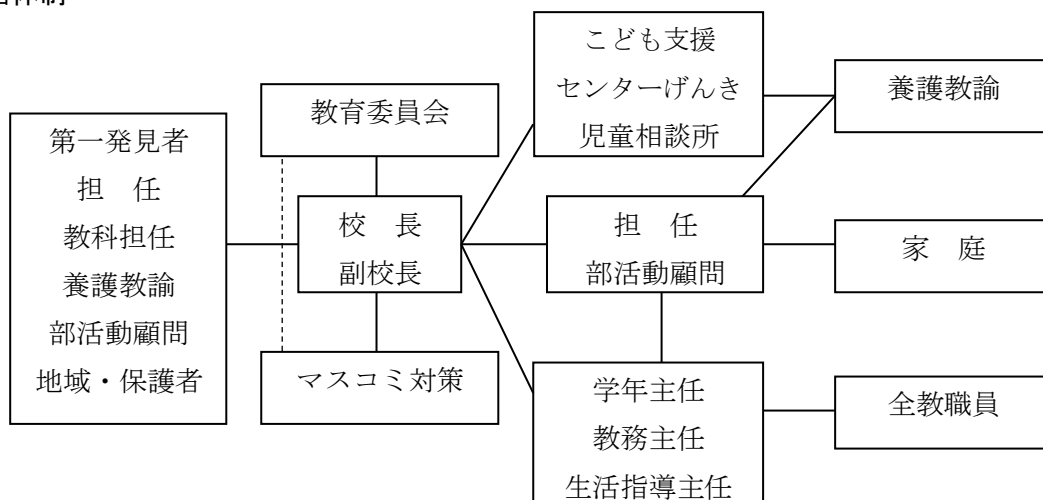 第一発見者
担　任
教科担任
養護教諭
部活動顧問
地域・保護者
教育委員会
校　長
副校長
マスコミ対策
こども支援
センターげんき
児童相談所
担　任
部活動顧問
学年主任
教務主任
生活指導主任
養護教諭
家　庭
全教職員